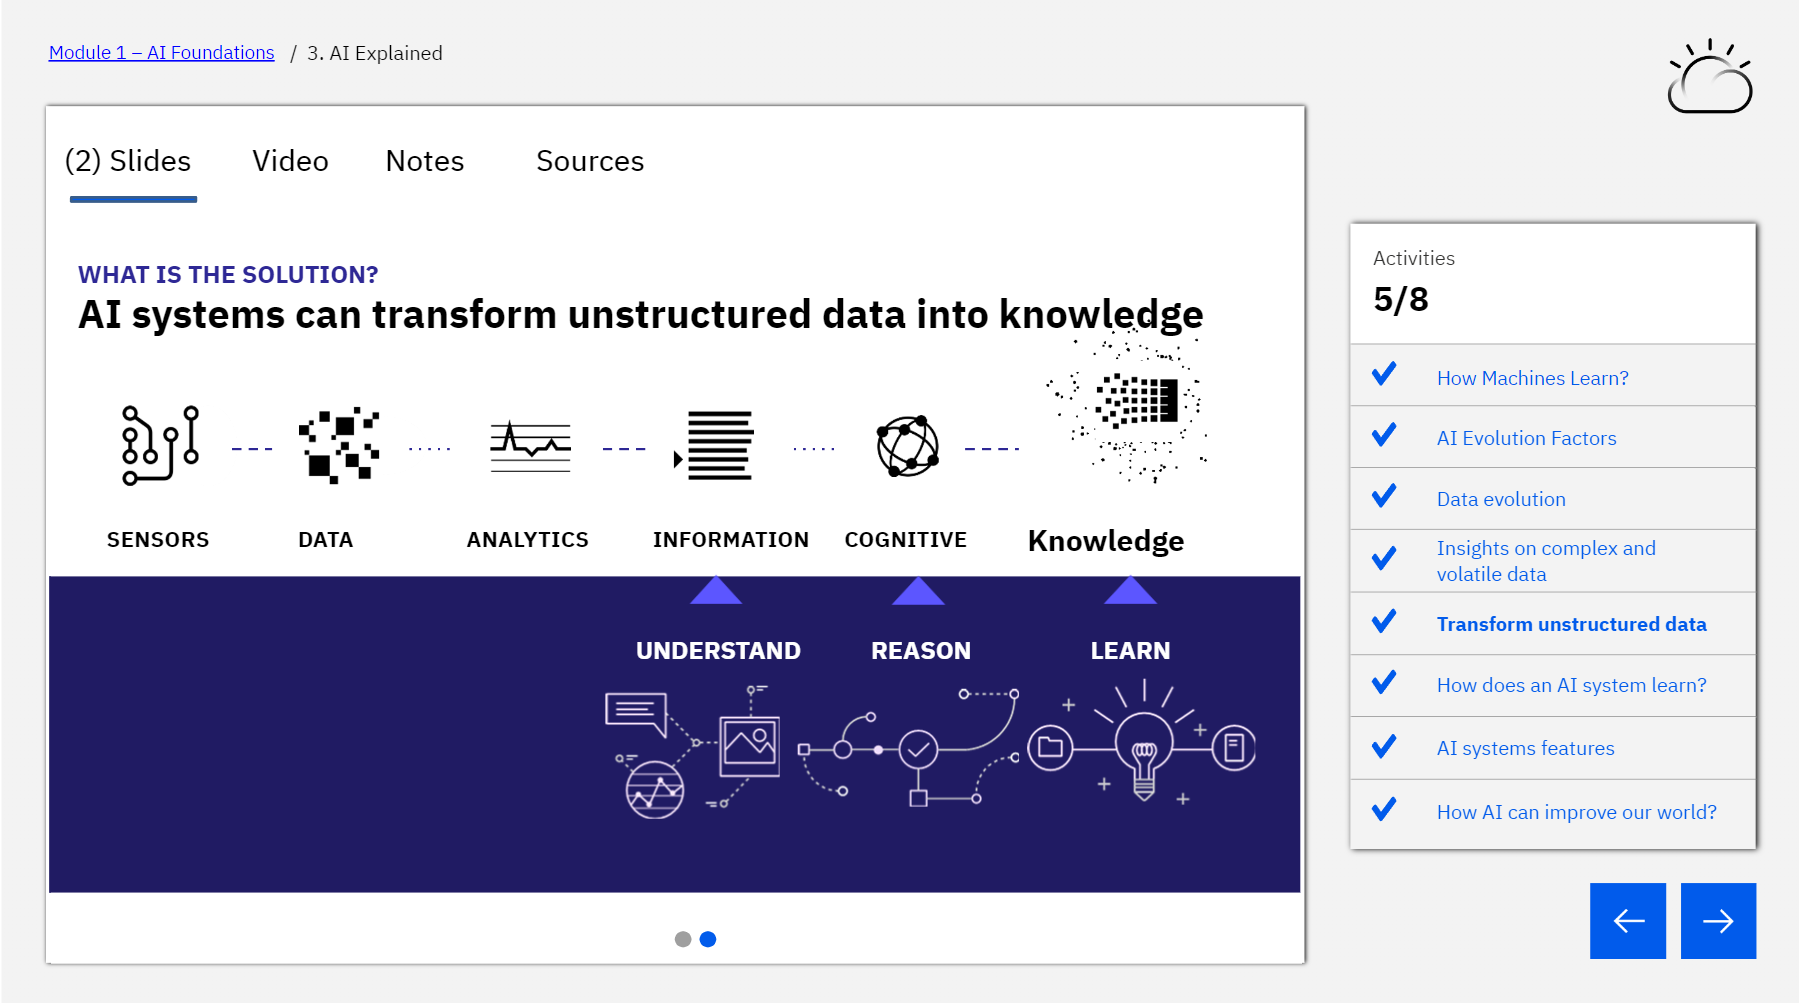 Module 1 – AI Foundations / 3. AI Explained
(2) Slides Video Notes Sources
WHAT IS THE SOLUTION?
AI systems can transform unstructured data into knowledge
SENSORS DATA ANALYTICS INFORMATION COGNITIVE Knowledge
UNDERSTAND REASON LEARN
Activities
5/8
How Machines Learn?
AI Evolution Factors
Data evolution
Insights on complex and
volatile data
Transform unstructured data
How does an AI system learn?
AI systems features
How AI can improve our world?